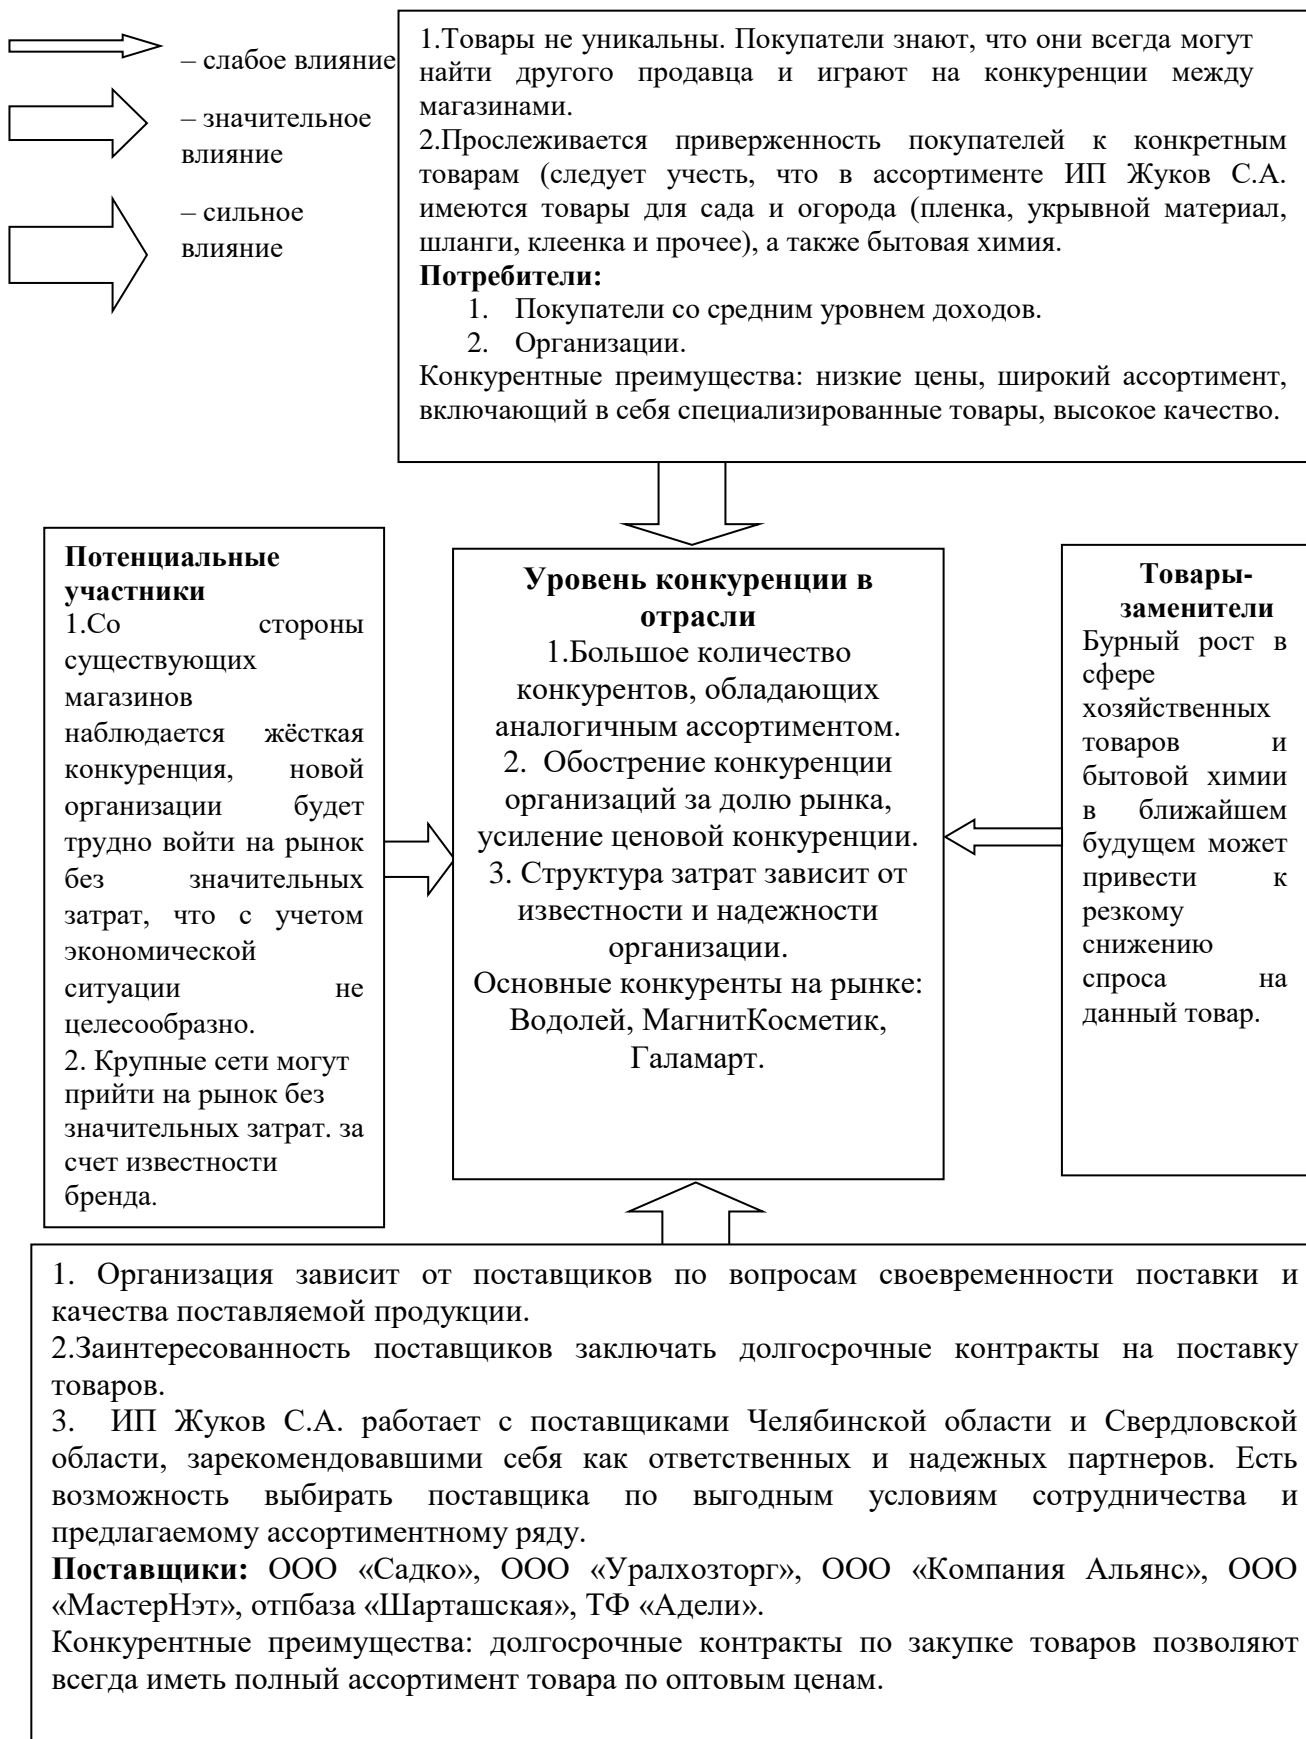 – слабое влияние
– значительное
влияние
– сильное
влияние
1.Товары не уникальны. Покупатели знают, что они всегда могут
найти другого продавца и играют на конкуренции между
магазинами.
2.Прослеживается приверженность покупателей к конкретным
товарам (следует учесть, что в ассортименте ИП Жуков С.А.
имеются товары для сада и огорода (пленка, укрывной материал,
шланги, клеенка и прочее), а также бытовая химия.
Потребители:
1. Покупатели со средним уровнем доходов.
2. Организации.
Конкурентные преимущества: низкие цены, широкий ассортимент,
включающий в себя специализированные товары, высокое качество.
Потенциальные
участники
1.Со стороны
существующих
магазинов
наблюдается жёсткая
конкуренция, новой
организации будет
трудно войти на рынок
без значительных
затрат, что с учетом
экономической
ситуации не
целесообразно.
2. Крупные сети могут
прийти на рынок без
значительных затрат. за
счет известности
бренда.
Уровень конкуренции в
отрасли
1.Большое количество
конкурентов, обладающих
аналогичным ассортиментом.
2. Обострение конкуренции
организаций за долю рынка,
усиление ценовой конкуренции.
3. Структура затрат зависит от
известности и надежности
организации.
Основные конкуренты на рынке:
Водолей, МагнитКосметик,
Галамарт.
Товары-
заменители
Бурный рост в
сфере
хозяйственных
товаров и
бытовой химии
в ближайшем
будущем может
привести к
резкому
снижению
спроса на
данный товар.
1. Организация зависит от поставщиков по вопросам своевременности поставки и
качества поставляемой продукции.
2.Заинтересованность поставщиков заключать долгосрочные контракты на поставку
товаров.
3. ИП Жуков С.А. работает с поставщиками Челябинской области и Свердловской
области, зарекомендовавшими себя как ответственных и надежных партнеров. Есть
возможность выбирать поставщика по выгодным условиям сотрудничества и
предлагаемому ассортиментному ряду.
Поставщики: ООО «Садко», ООО «Уралхозторг», ООО «Компания Альянс», ООО
«МастерНэт», отпбаза «Шарташская», ТФ «Адели».
Конкурентные преимущества: долгосрочные контракты по закупке товаров позволяют
всегда иметь полный ассортимент товара по оптовым ценам.